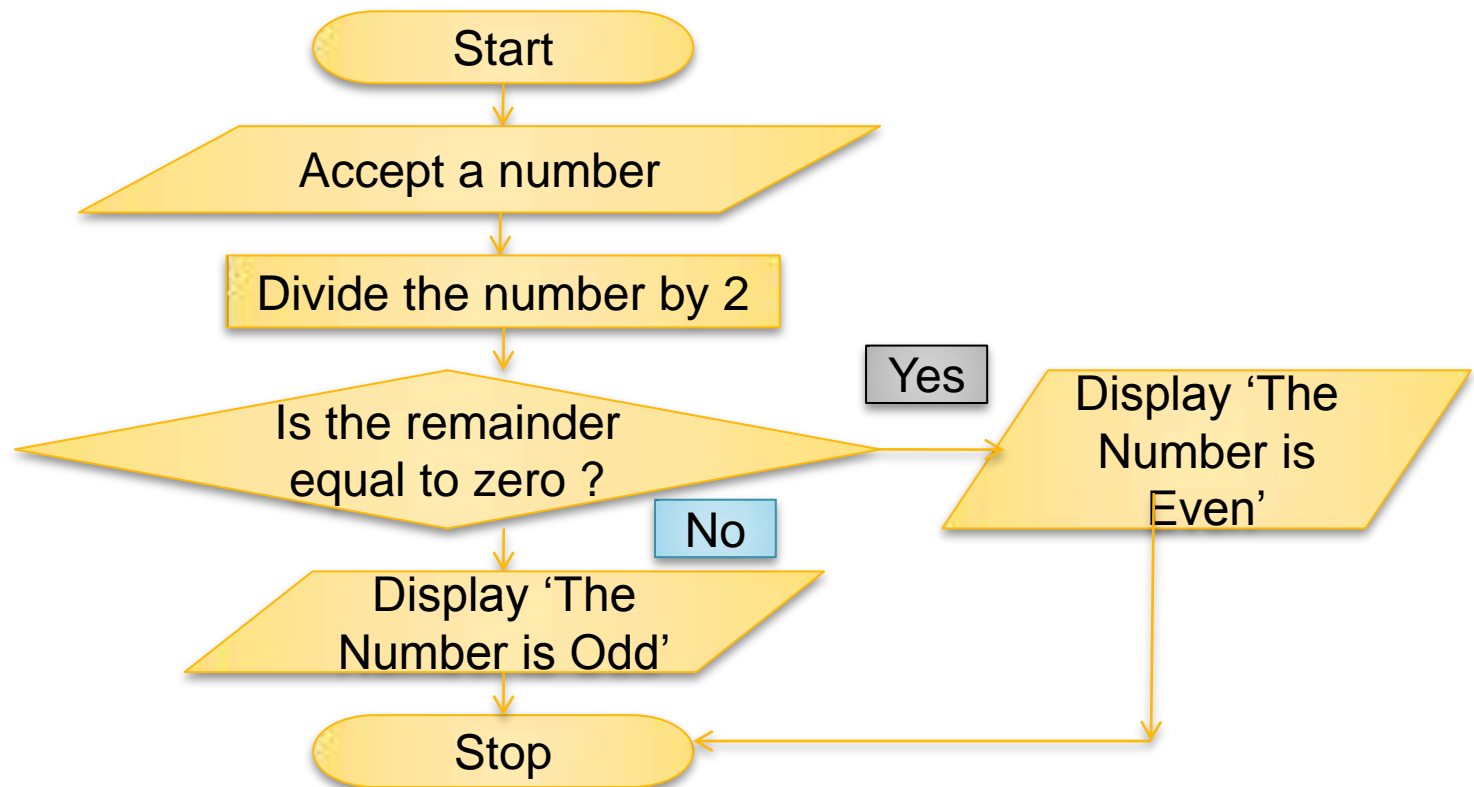 Start
Accept a number
Divide the number by 2
Is the remainder
equal to zero ?
Yes
Display ‘The
Number is
Even’
No
Display ‘The
Number is Odd’
Stop